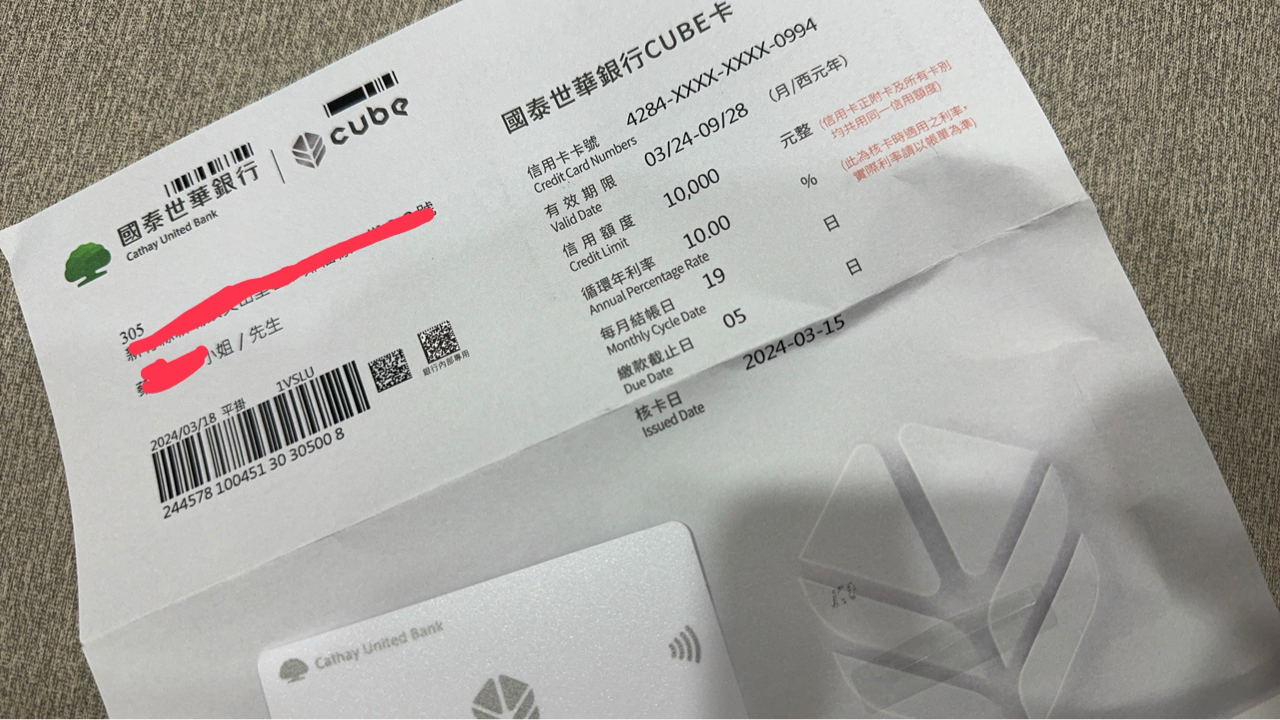 國泰世華銀行
Cathay United Bank
cube
305
小姐 / 先生
2024/03/18 平掛
1VSLU
244578 100451 30 30500 8
銀行內部專用
國泰世華銀行CUBE卡
信用卡卡號 4284-XXXX-XXXX-0994
Credit Card Numbers
有效期限 03/24-09/28 (月/西元年)
Valid Date
信用額度 10,000 元整 (信用卡正附卡及所有卡別
均共用同一信用額度)
Credit Limit
循環年利率 10.00 % (此為核卡時適用之利率,
實際利率請以帳單為準)
Annual Percentage Rate
每月結帳日 19 日
Monthly Cycle Date
繳款截止日 05 日
Due Date
核卡日 2024-03-15
Issued Date
Cathay United Bank